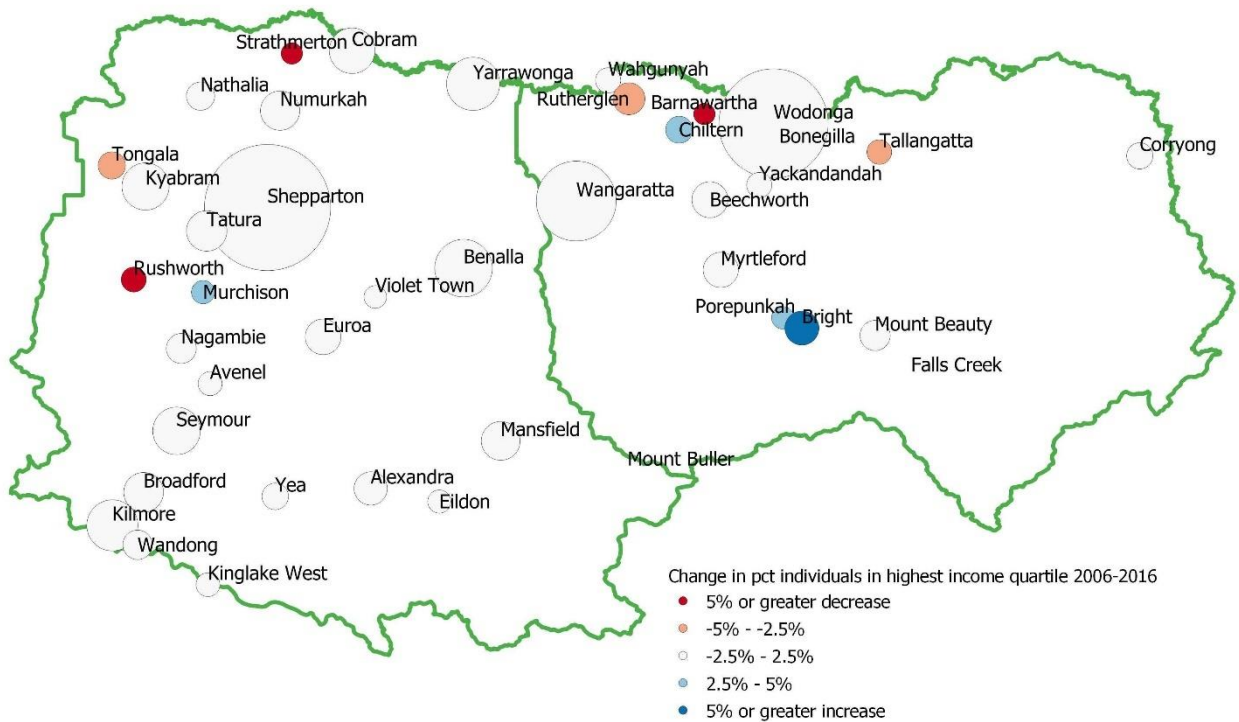 Strathmerton
Cobram
Nathalia
Numurkah
Yarrawonga
Wahgunyah
Rutherglen
Barnawartha
Chiltern
Wodonga
Bonegilla
Tallangatta
Corryong
Tongala
Kyabram
Shepparton
Tatura
Wangaratta
Yackandandah
Beechworth
Rushworth
Murchison
Benalla
Violet Town
Myrtleford
Nagambie
Euroa
Porepunkah
Bright
Mount Beauty
Falls Creek
Avenel
Seymour
Mansfield
Mount Buller
Broadford
Yea
Alexandra
Eildon
Kilmore
Wandong
Kinglake West
Change in pct individuals in highest income quartile 2006-2016
5% or greater decrease
-5% - -2.5%
-2.5% - 2.5%
2.5% - 5%
5% or greater increase